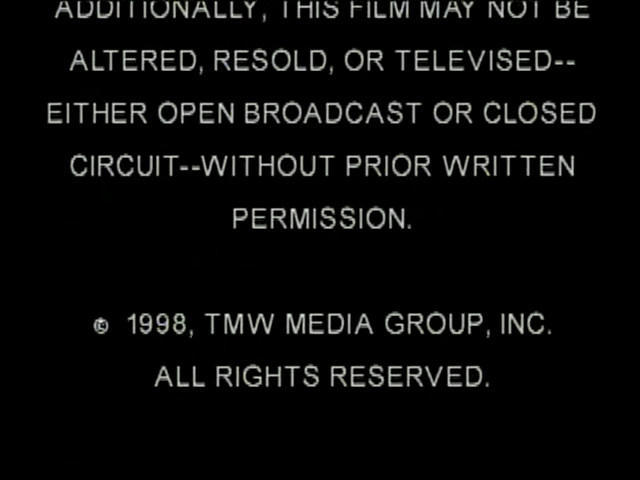 ADDITIONALLY, THIS FILM MAY NOT BE
ALTERED, RESOLD, OR TELEVISED--
EITHER OPEN BROADCAST OR CLOSED
CIRCUIT--WITHOUT PRIOR WRITTEN
PERMISSION.
© 1998, TMW MEDIA GROUP, INC.
ALL RIGHTS RESERVED.